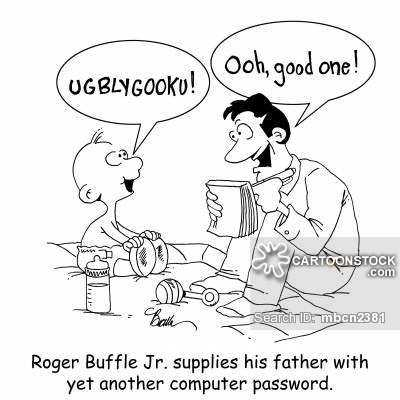 UGBLYGOOKU!
Ooh, good one!
CARTOONSTOCK
.com
Search ID: mbcn2381
Roger Buffle Jr. supplies his father with
yet another computer password.